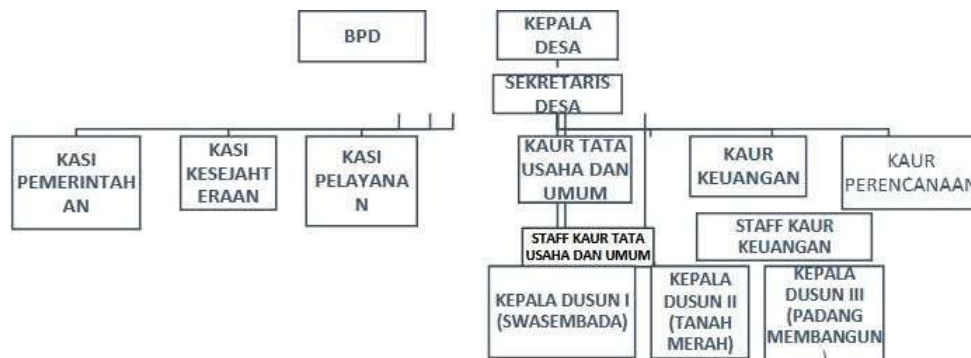 BPD
KEPALA
DESA
SEKRETARIS
DESA
KASI
PEMERINTAH
AN
KASI
KESEJAHT
ERAAN
KASI
PELAYANA
N
KAUR TATA
USAHA DAN
UMUM
KAUR
KEUANGAN
KAUR
PERENCANAAN
STAFF KAUR TATA
USAHA DAN UMUM
STAFF KAUR
KEUANGAN
KEPALA DUSUN I
(SWASEMBADA)
KEPALA
DUSUN II
(TANAH
MERAH)
KEPALA
DUSUN III
(PADANG
MEMBANGUN
)